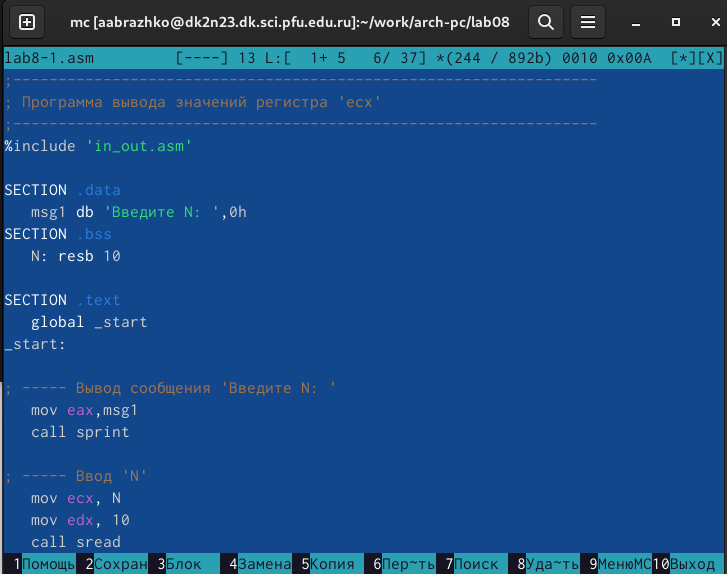 mc [aabrazhko@dk2n23.dk.sci.pfu.edu.ru]:~/work/arch-pc/lab08
lab8-1.asm [----] 13 L:[ 1+ 5 6/ 37] *(244 / 892b) 0010 0x00A [*][X]
;-----------------------------------------------------------------
; Программа вывода значений регистра 'ecx'
;-----------------------------------------------------------------
%include 'in_out.asm'
SECTION .data
msg1 db 'Введите N: ',0h
SECTION .bss
N: resb 10
SECTION .text
global _start
_start:
; ----- Вывод сообщения 'Введите N: '
mov eax,msg1
call sprint
; ----- Ввод 'N'
mov ecx, N
mov edx, 10
call sread
1Помощь 2Сохран 3Блок 4Замена 5Копия 6Пер~ть 7Поиск 8Уда~ть 9МенюМС 10Выход